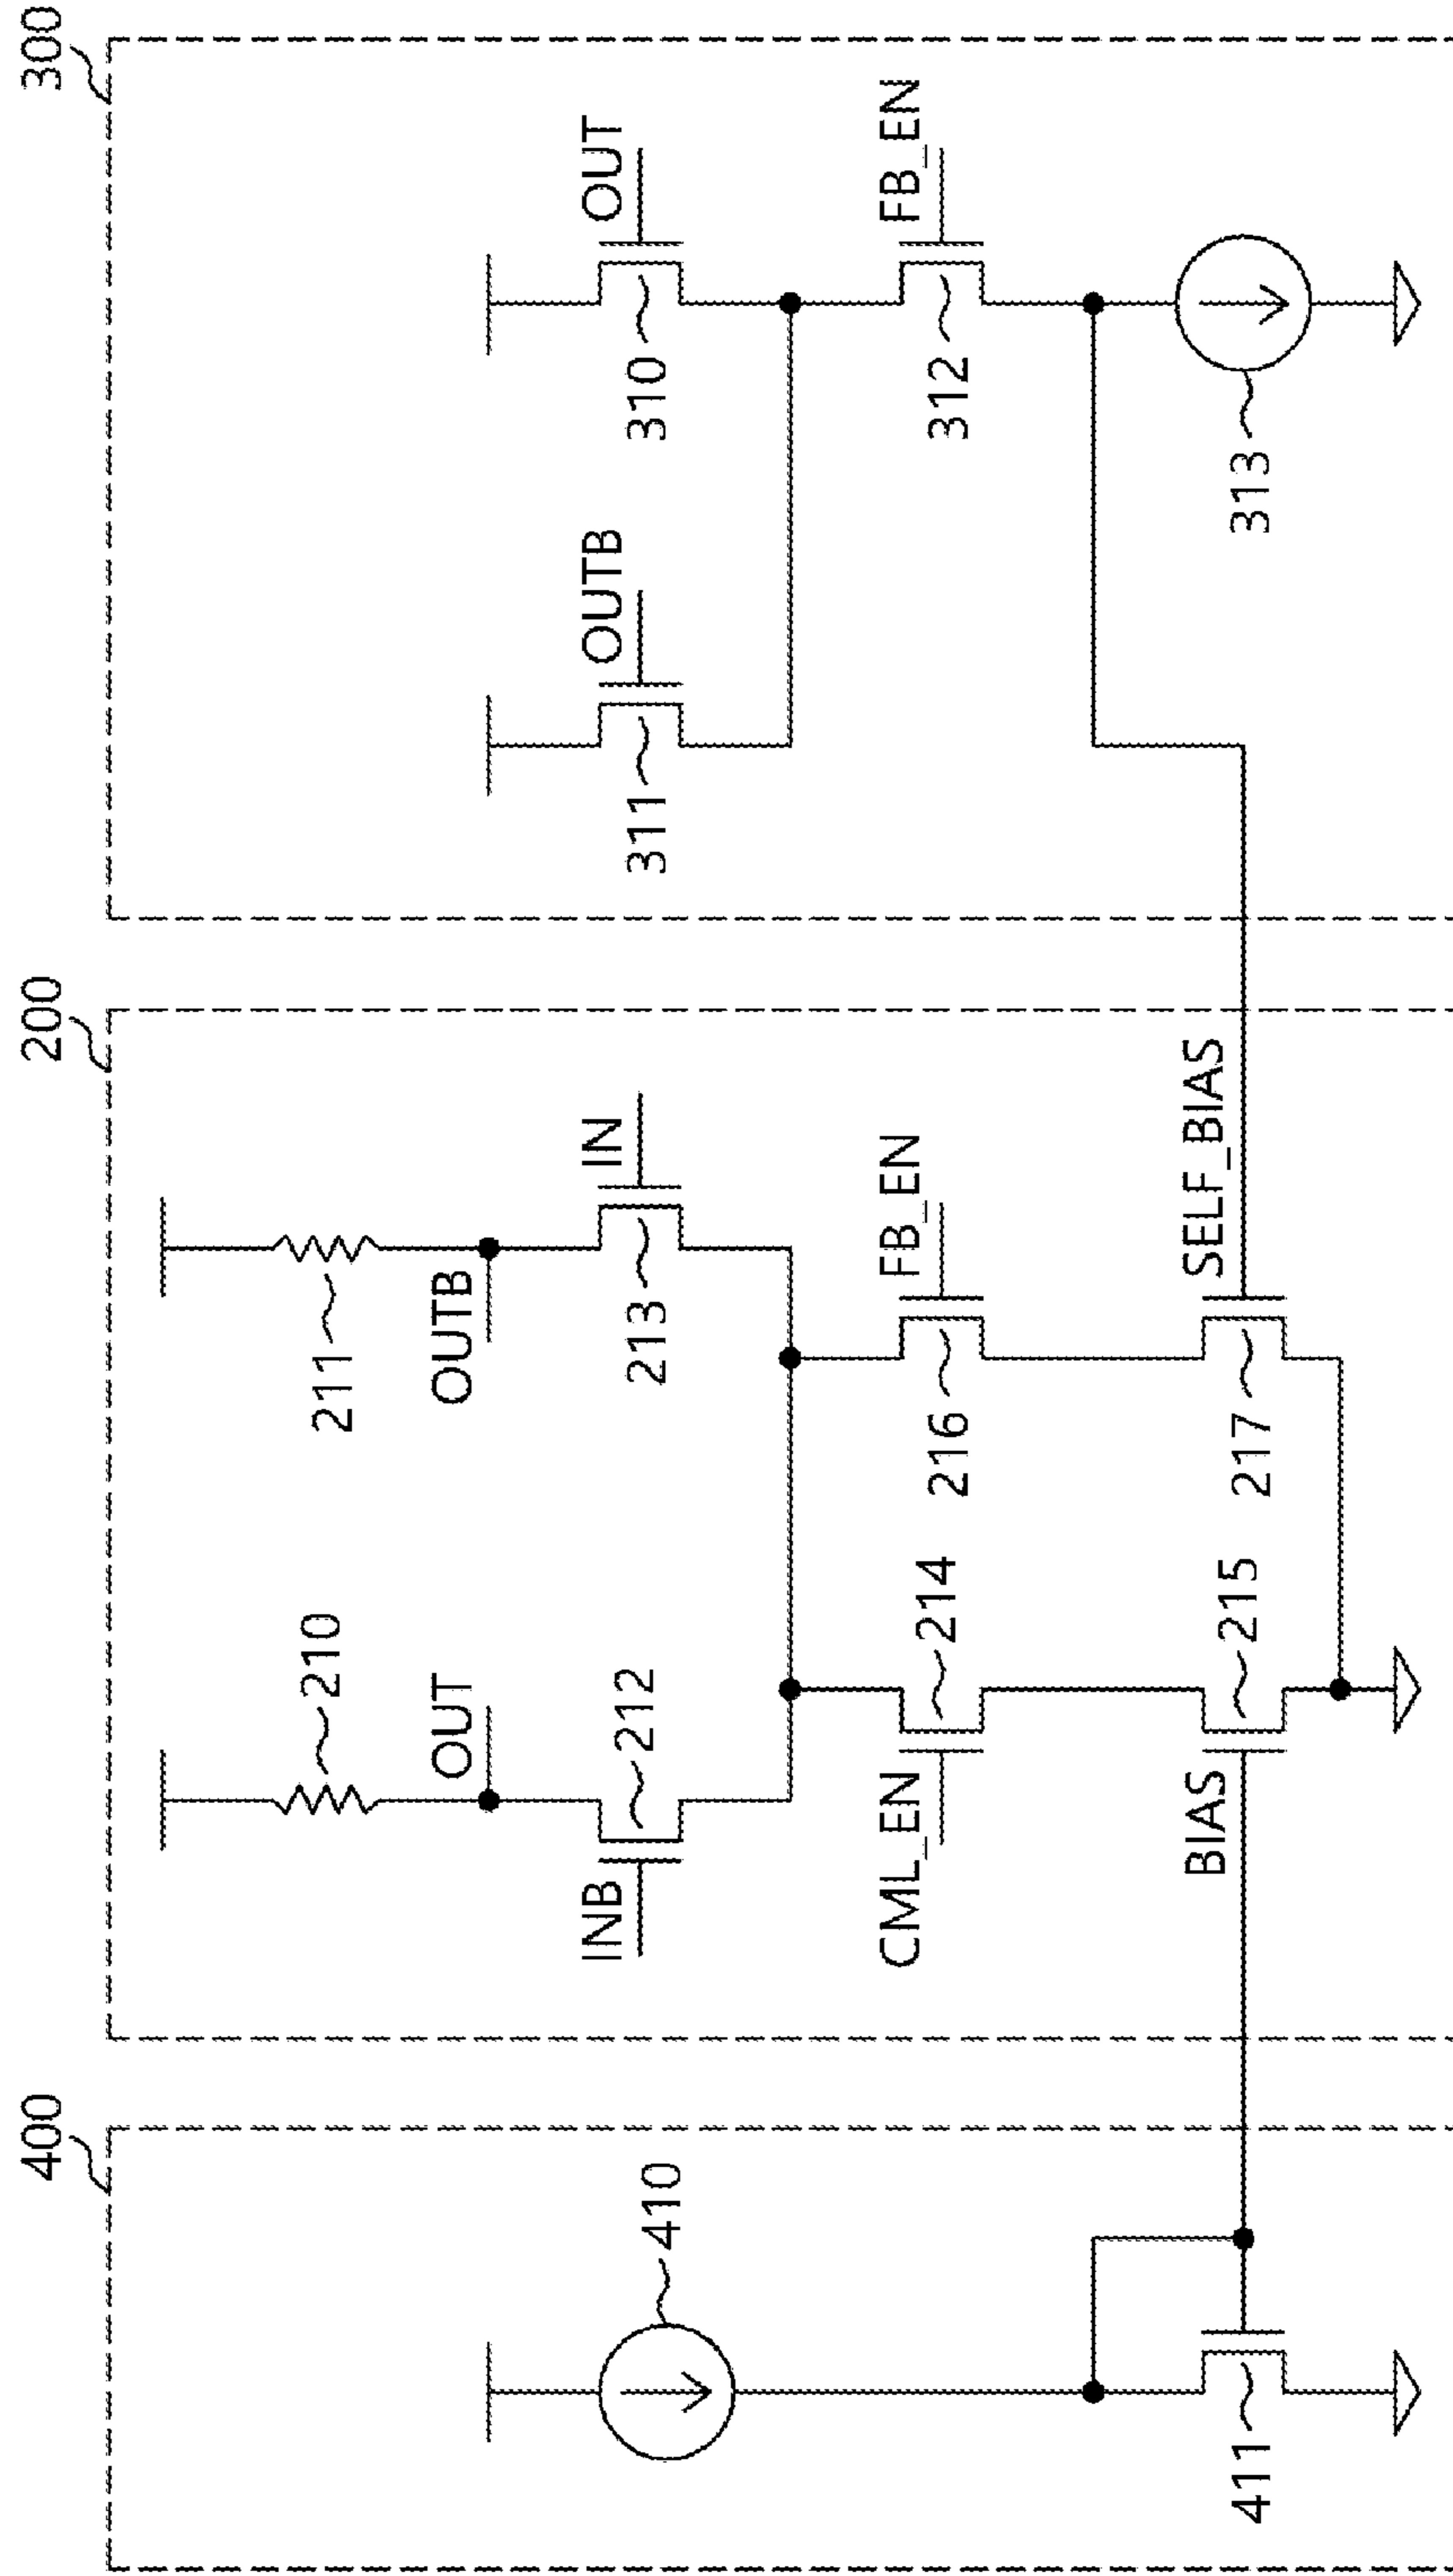 400
200
300
410
411
210
211
OUT
OUTB
INB
212
213
IN
CML_EN
214
216
FB_EN
BIAS
215
217
SELF_BIAS
311
OUTB
310
OUT
312
FB_EN
313